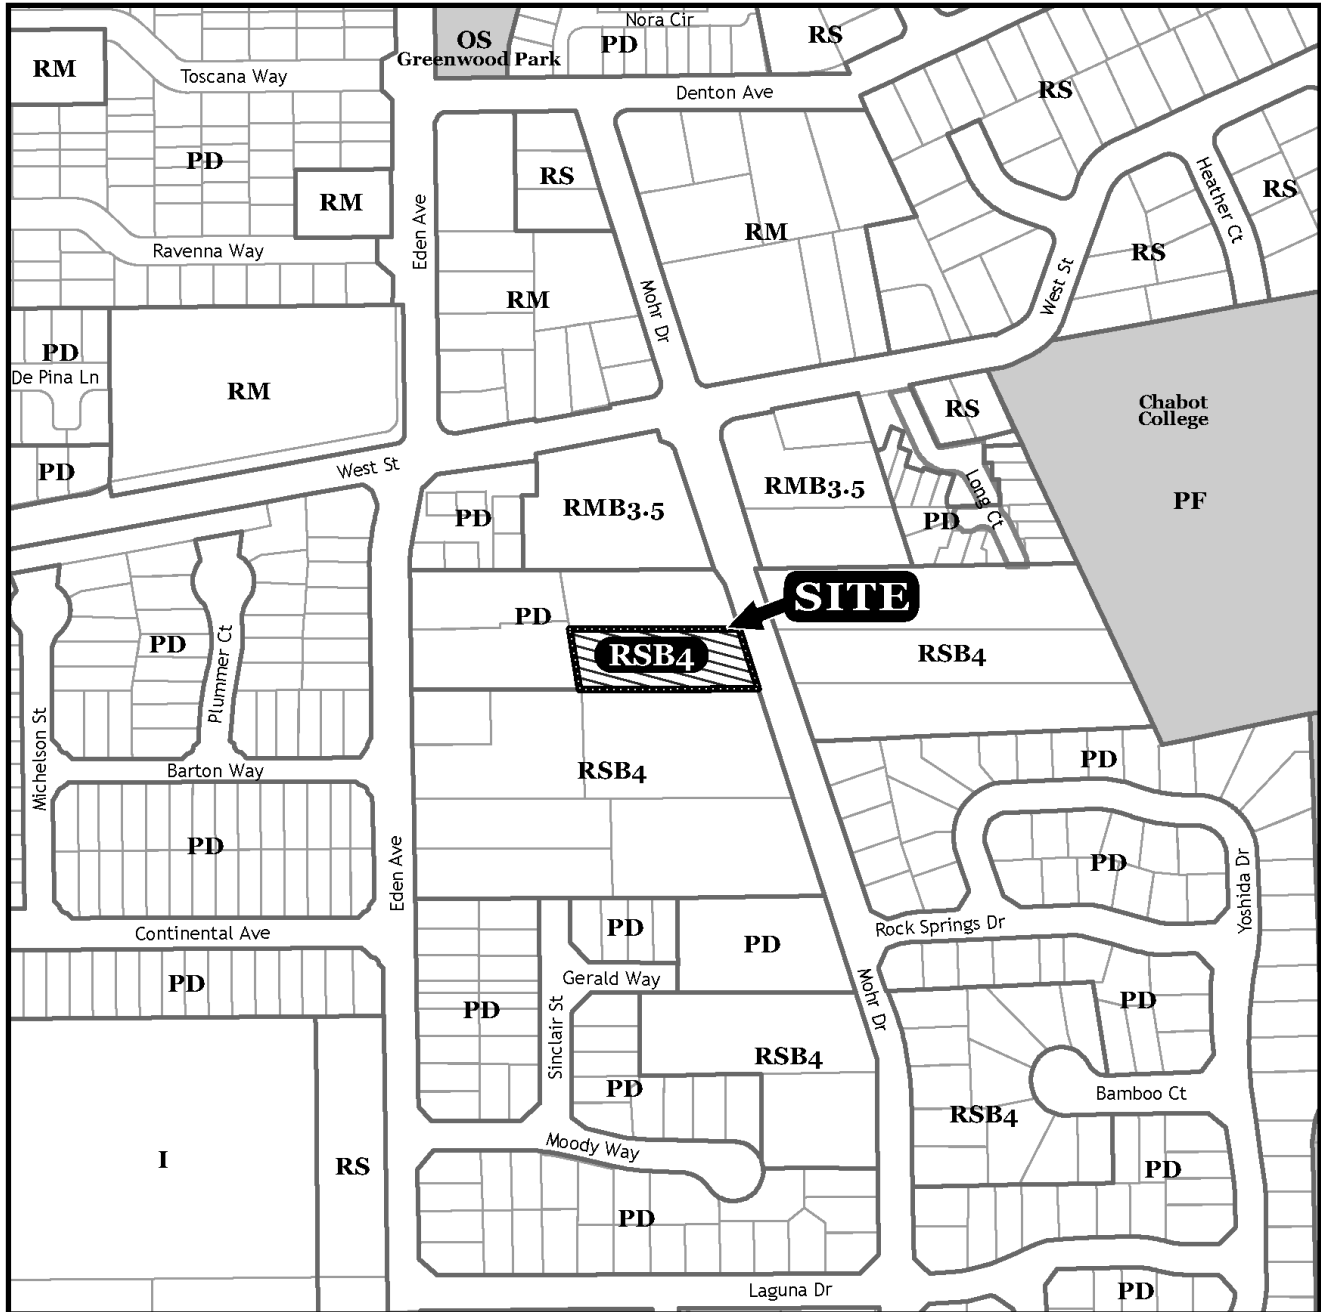 Nora Cir
RS
OS
PD
Greenwood Park
RM
Toscana Way
Denton Ave
RS
PD
RS
RM
Heather Ct
RS
Eden Ave
RM
Ravenna Way
RS
West St
RM
Mohr Dr
PD
De Pina Ln
RM
RS
Chabot
College
PD
West St
RMB3.5
Long Ct
PF
RMB3.5
PD
PD
SITE
PD
PD
Plummer Ct
RSB4
RSB4
Michelson St
PD
Barton Way
RSB4
PD
PD
Eden Ave
Yoshida Dr
Continental Ave
PD
PD
Rock Springs Dr
Gerald Way
PD
Mohr Dr
PD
PD
Sinclair St
RSB4
PD
Bamboo Ct
RSB4
Moody Way
I
RS
PD
PD
Laguna Dr
PD